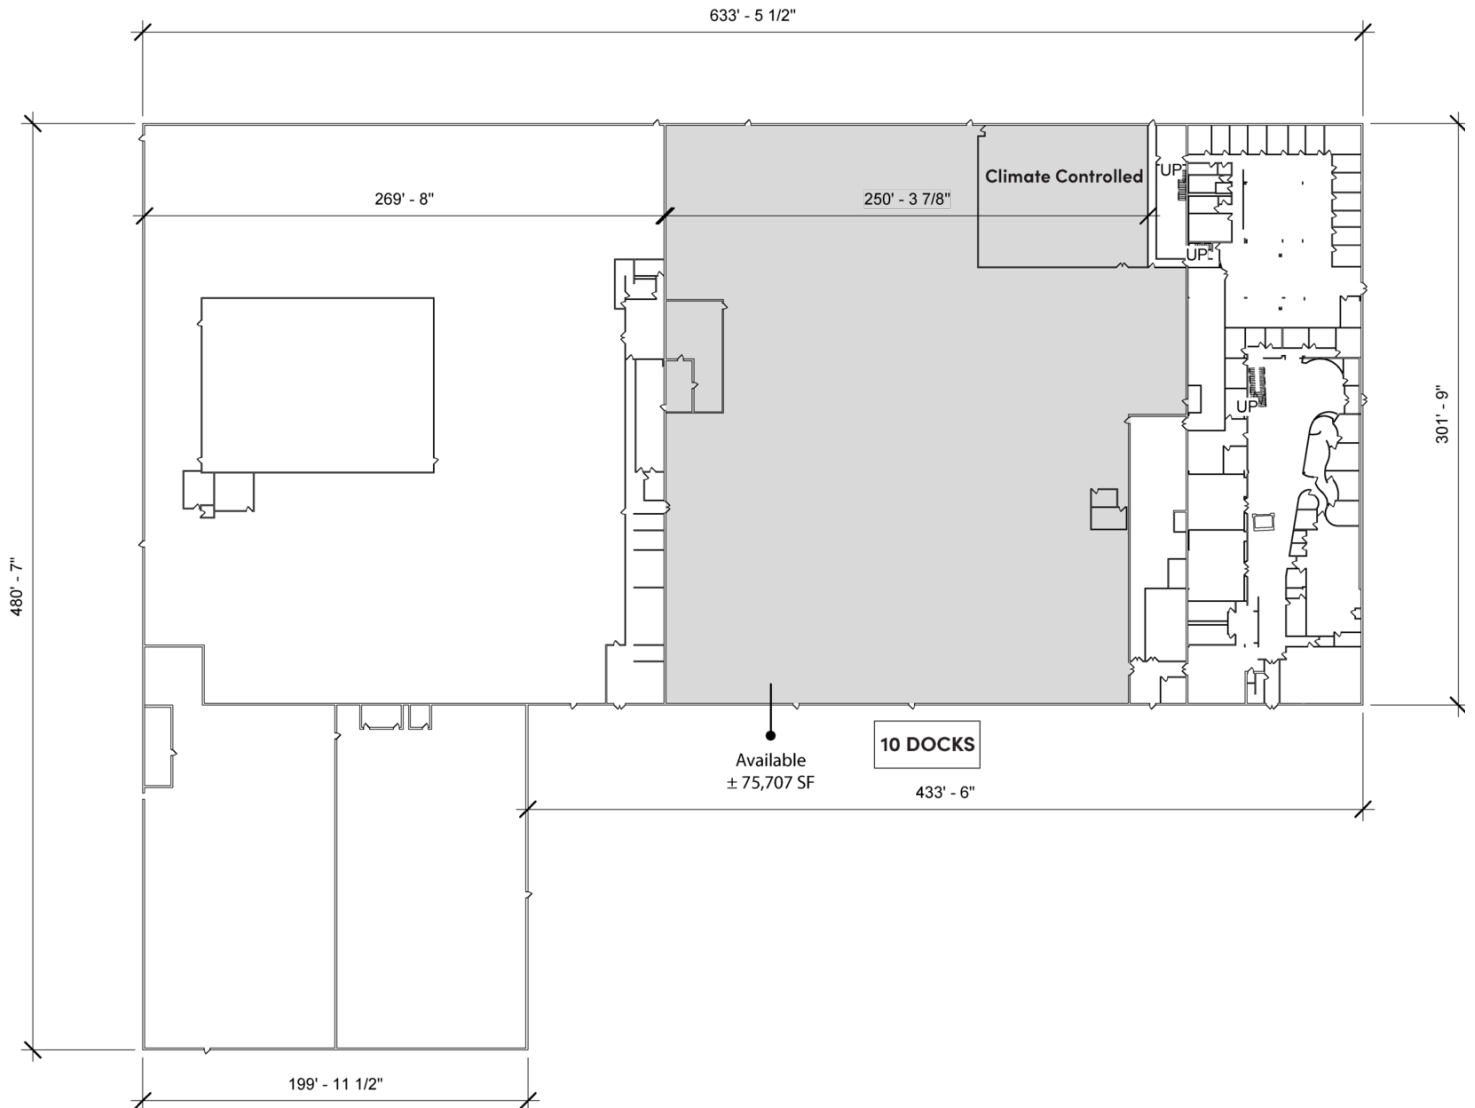 633' - 5 1/2"
Climate Controlled
UP
269' - 8"
250' - 3 7/8"
UP
UP
301' - 9"
480' - 7"
10 DOCKS
Available
± 75,707 SF
433' - 6"
199' - 11 1/2"